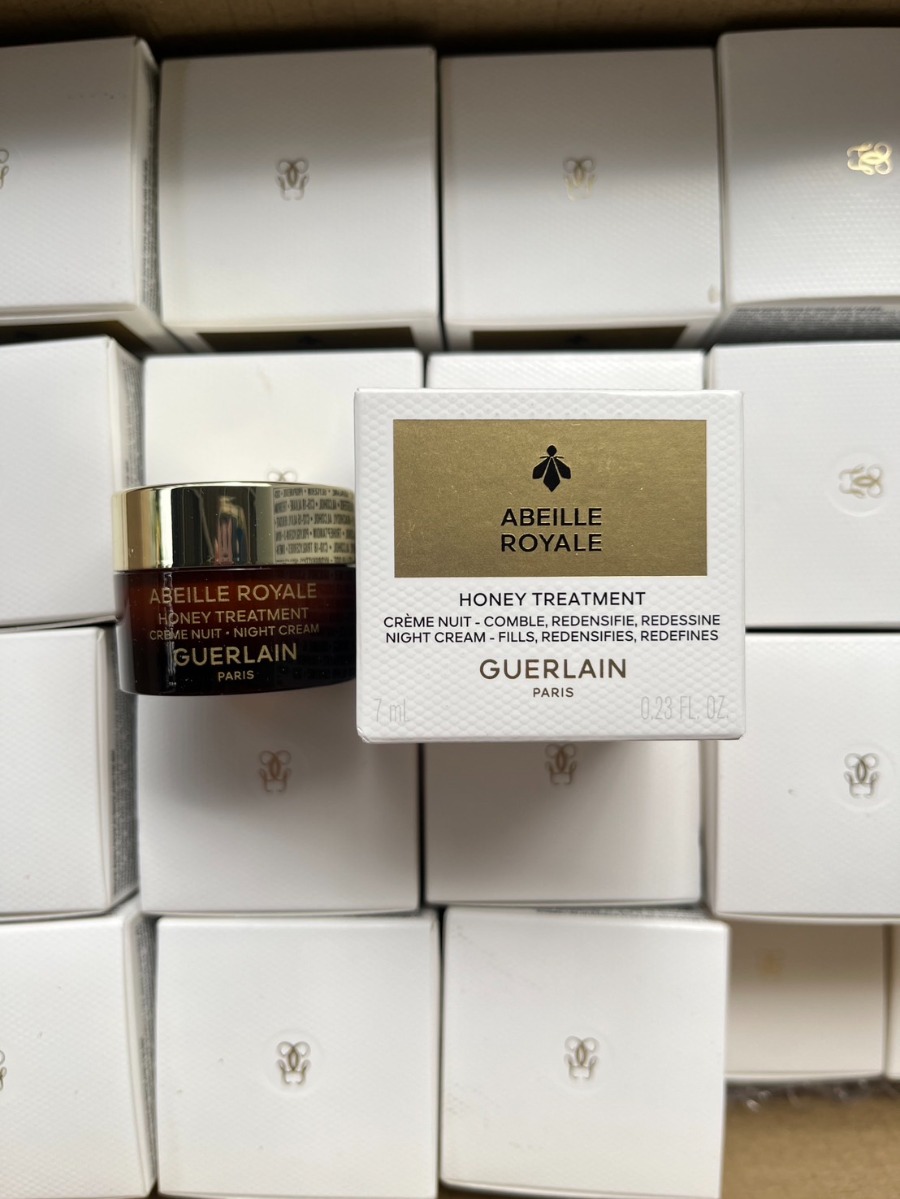 ABEILLE ROYALE
HONEY TREATMENT
CRÈME NUIT • NIGHT CREAM
GUERLAIN
PARIS
ABEILLE
ROYALE
HONEY TREATMENT
CRÈME NUIT - COMBLE, REDENSIFIE, REDESSINE
NIGHT CREAM - FILLS, REDENSIFIES, REDEFINES
GUERLAIN
PARIS
7 mL
0.23 FL. OZ.